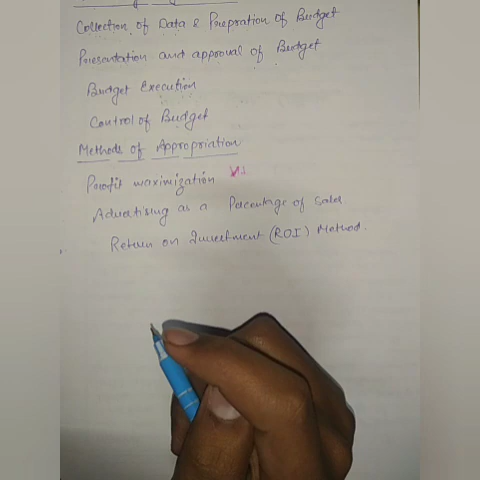 Collection of Data & Prepration of Budget
Presentation and approval of Budget
Budget Execution
Control of Budget
Methods of Appropriation
Profit maximization
Advertising as a Percentage of Sales
Return on Investment (ROI) Method.